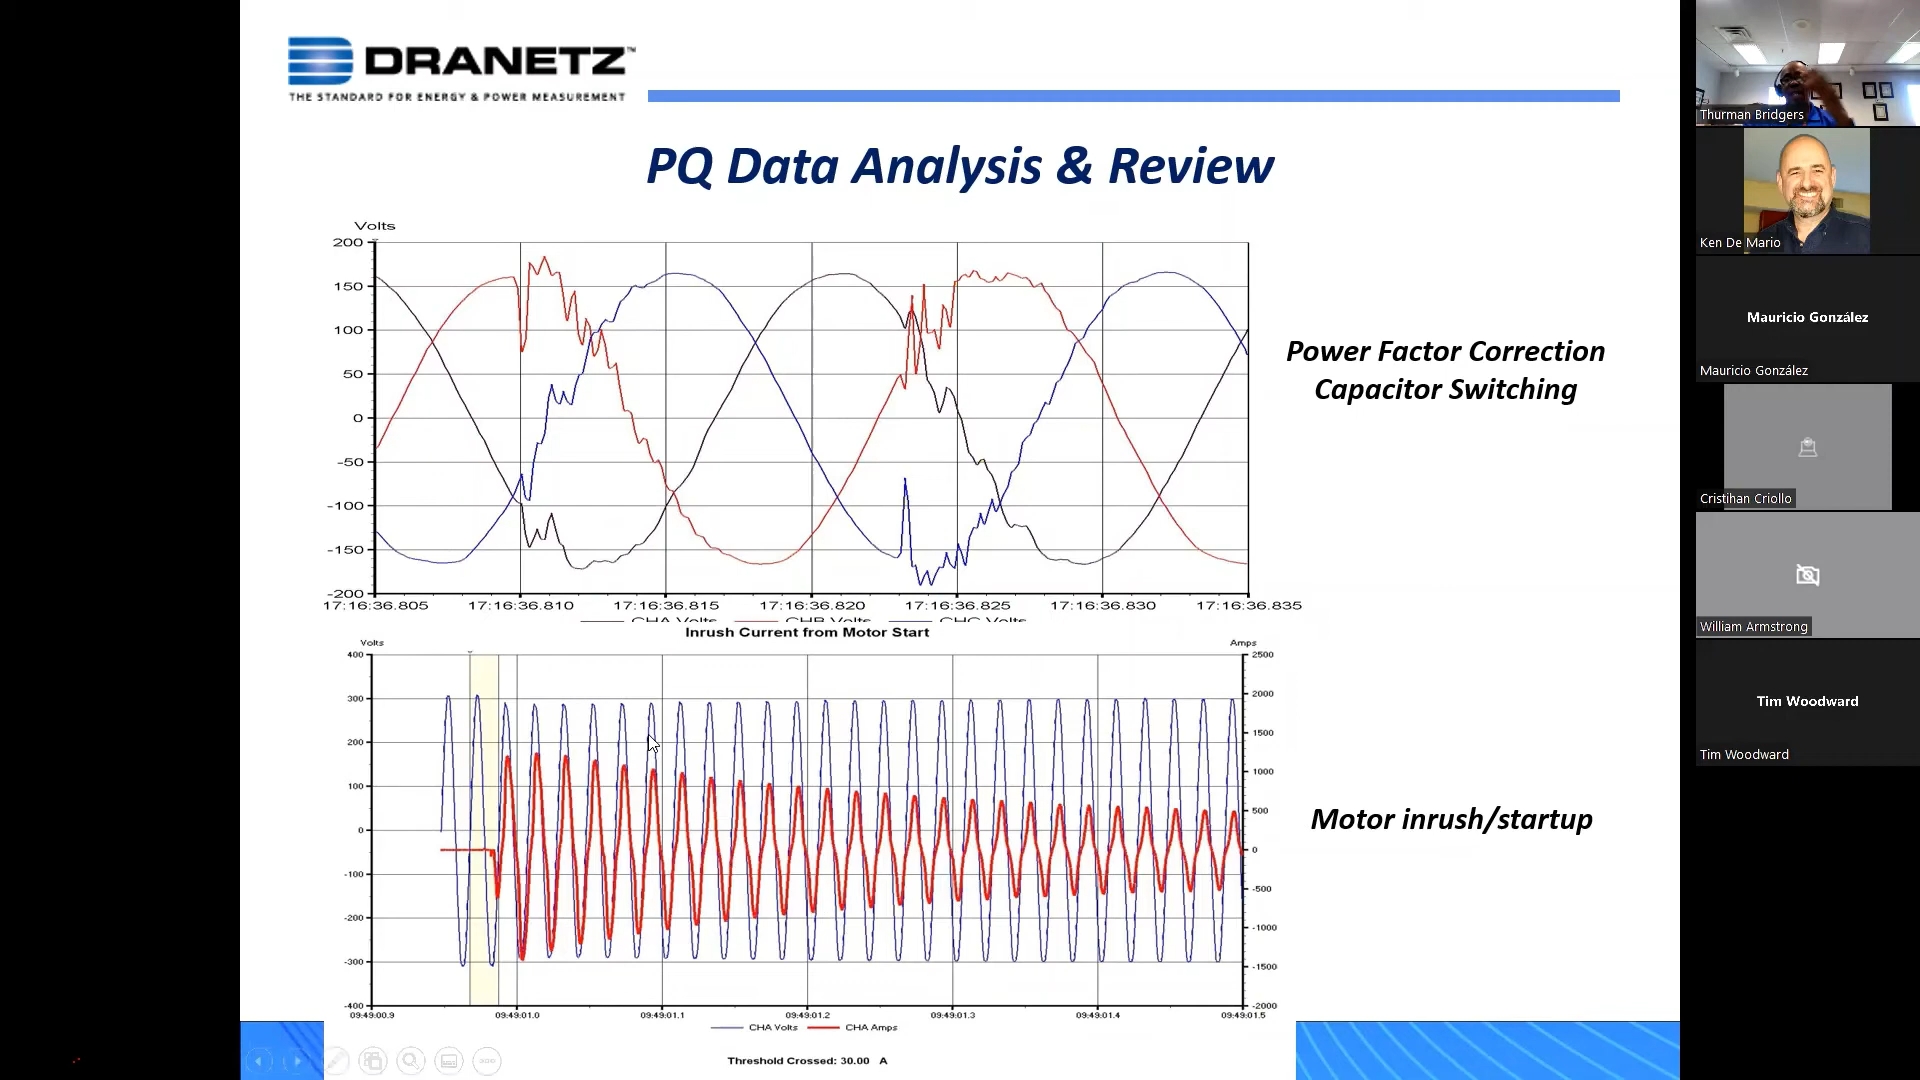 DRANETZ™
THE STANDARD FOR ENERGY & POWER MEASUREMENT
PQ Data Analysis & Review
Volts
200
150
100
50
0
-50
-100
-150
-200
17:16:36.805 17:16:36.810 17:16:36.815 17:16:36.820 17:16:36.825 17:16:36.830 17:16:36.835
CHA Volts CHB Volts CHC Volts
Power Factor Correction
Capacitor Switching
Inrush Current from Motor Start
Volts Amps
400
300
200
100
0
-100
-200
-300
-400
2500
2000
1500
1000
500
0
-500
-1000
-1500
-2000
09:49:00.9 09:49:01.0 09:49:01.1 09:49:01.2 09:49:01.3 09:49:01.4 09:49:01.5
CHA Volts CHA Amps
Threshold Crossed: 30.00 A
Motor inrush/startup
Thurman Bridgers
Ken De Mario
Mauricio González
Mauricio González
Cristihan Criollo
William Armstrong
Tim Woodward
Tim Woodward